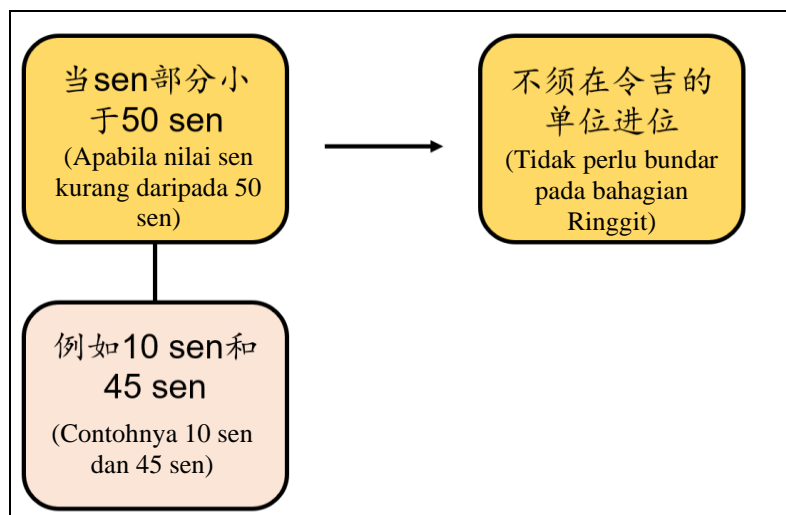 当sen部分小
于50 sen
(Apabila nilai sen
kurang daripada 50
sen)
不须在令吉的
单位进位
(Tidak perlu bundar
pada bahagian
Ringgit)
例如10 sen和
45 sen
(Contohnya 10 sen
dan 45 sen)